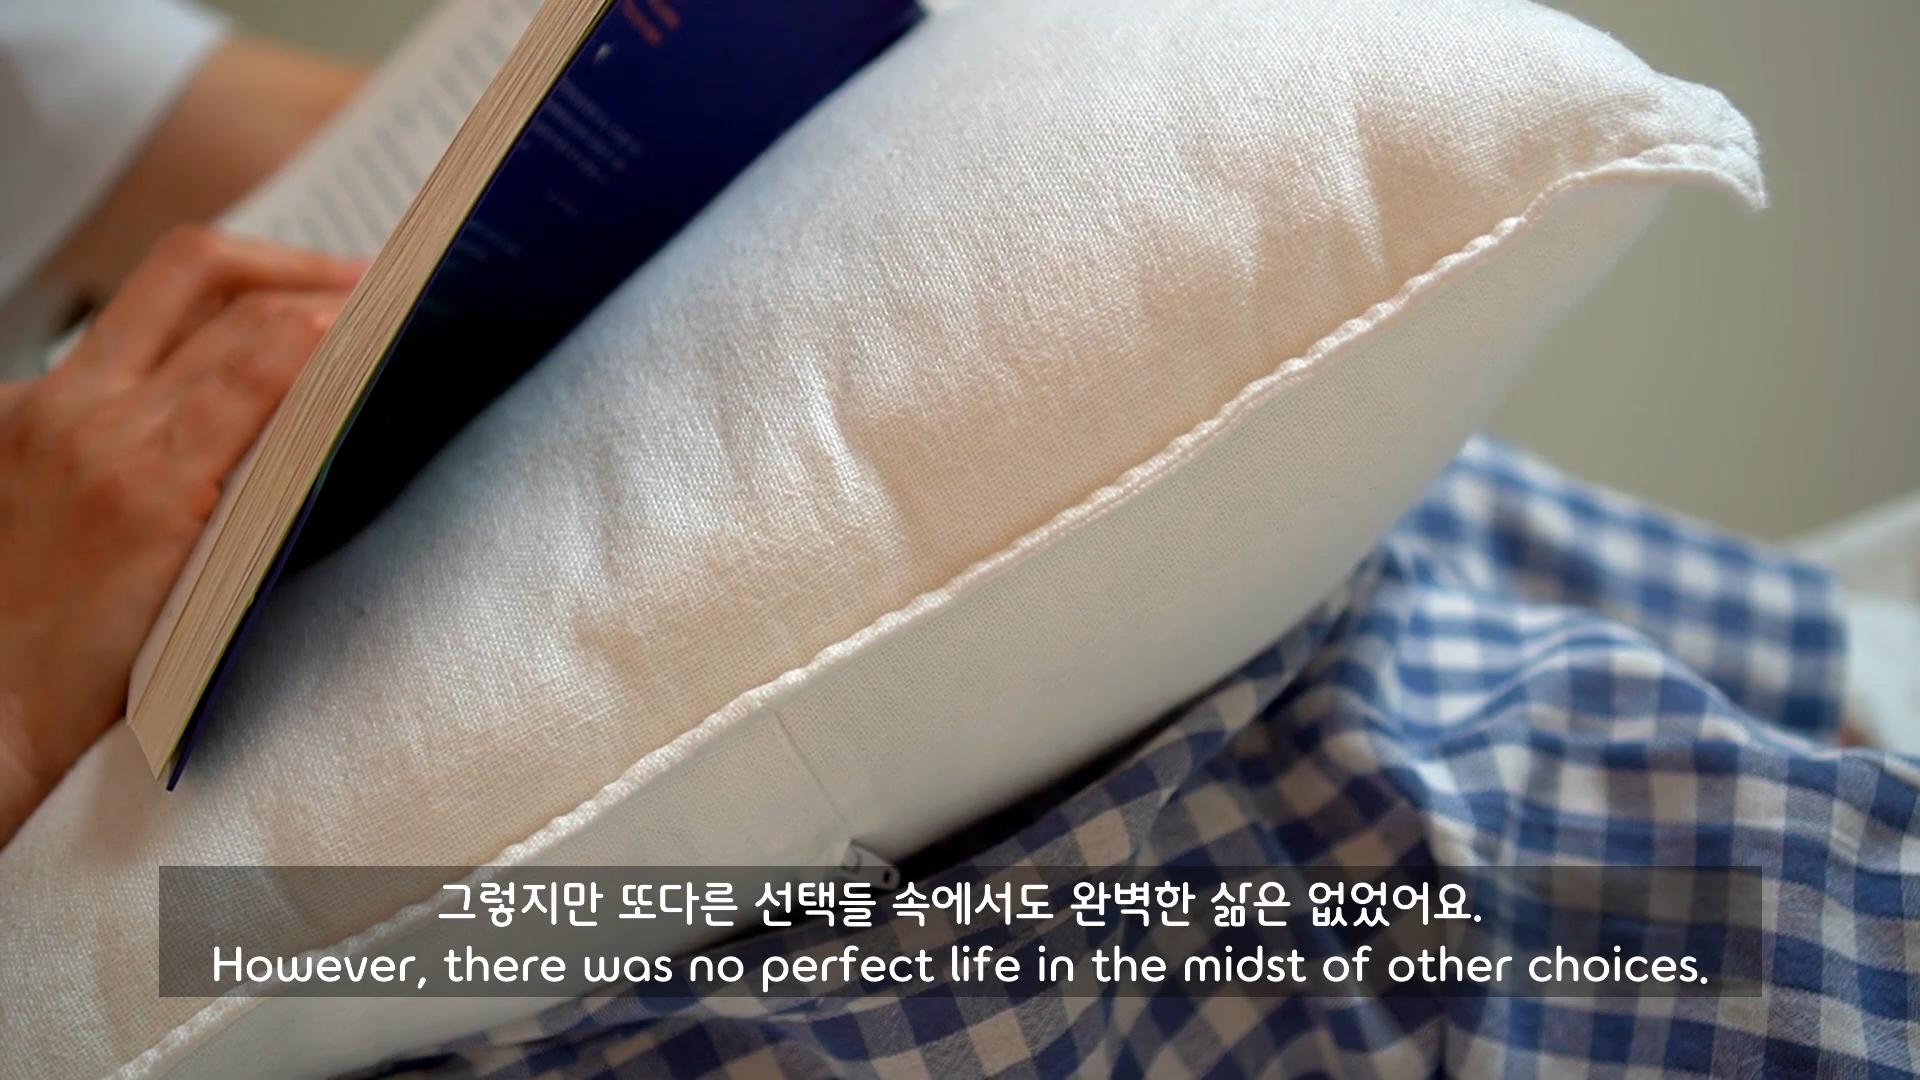 그렇지만 또다른 선택들 속에서도 완벽한 삶은 없었어요.
However, there was no perfect life in the midst of other choices.